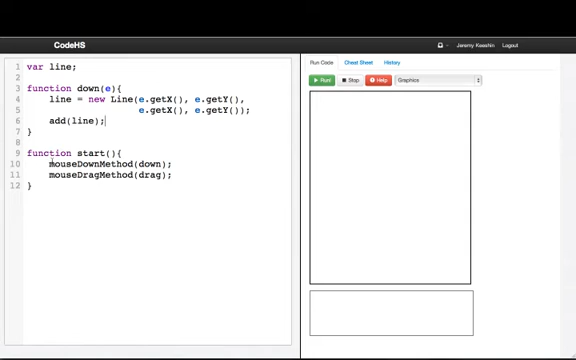 CodeHS
Jeremy Keeshin Logout
Run Code Cheat Sheet History
Run! Stop Help Graphics
1 var line;
2
3 function down(e){
4 line = new Line(e.getX(), e.getY(),
5 e.getX(), e.getY());
6 add(line);
7 }
8
9 function start(){
10 mouseDownMethod(down);
11 mouseDragMethod(drag);
12 }